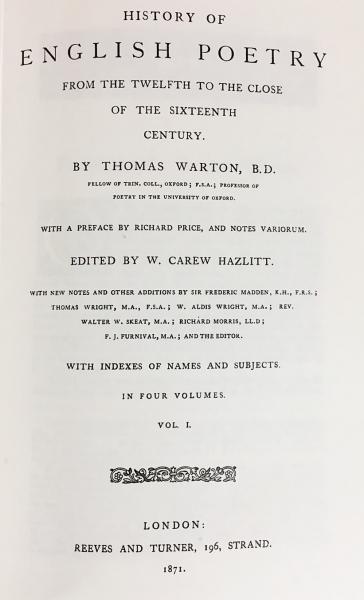 HISTORY OF
ENGLISH POETRY
FROM THE TWELFTH TO THE CLOSE
OF THE SIXTEENTH
CENTURY.
BY THOMAS WARTON, B.D.
FELLOW OF TRIN. COLL., OXFORD; F.S.A.; PROFESSOR OF
POETRY IN THE UNIVERSITY OF OXFORD.
WITH A PREFACE BY RICHARD PRICE, AND NOTES VARIORUM.
EDITED BY W. CAREW HAZLITT.
WITH NEW NOTES AND OTHER ADDITIONS BY SIR FREDERIC MADDEN, K.H., F.R.S.;
THOMAS WRIGHT, M.A., F.S.A.; W. ALDIS WRIGHT, M.A.; REV.
WALTER W. SKEAT, M.A.; RICHARD MORRIS, LL.D;
F. J. FURNIVAL, M.A.; AND THE EDITOR.
WITH INDEXES OF NAMES AND SUBJECTS.
IN FOUR VOLUMES.
VOL. I.
LONDON:
REEVES AND TURNER, 196, STRAND.
1871.